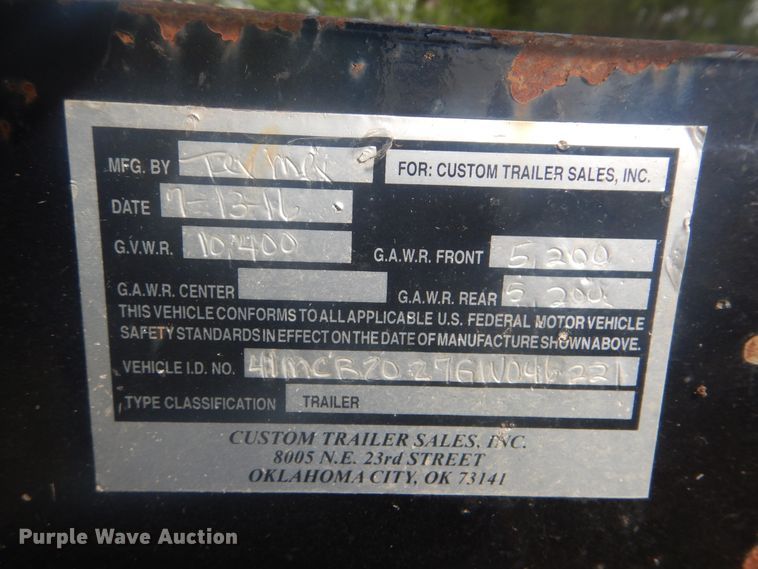 MFG. BY Tex Mex FOR: CUSTOM TRAILER SALES, INC.
DATE 7-13-16
G.V.W.R. 10,400 G.A.W.R. FRONT 5,200
G.A.W.R. CENTER G.A.W.R. REAR 5,200
THIS VEHICLE CONFORMS TO ALL APPLICABLE U.S. FEDERAL MOTOR VEHICLE
SAFETY STANDARDS IN EFFECT ON THE DATE OF MANUFACTURE SHOWN ABOVE.
VEHICLE I.D. NO.
TYPE CLASSIFICATION TRAILER
CUSTOM TRAILER SALES, INC.
8005 N.E. 23rd STREET
OKLAHOMA CITY, OK 73141
Purple Wave Auction